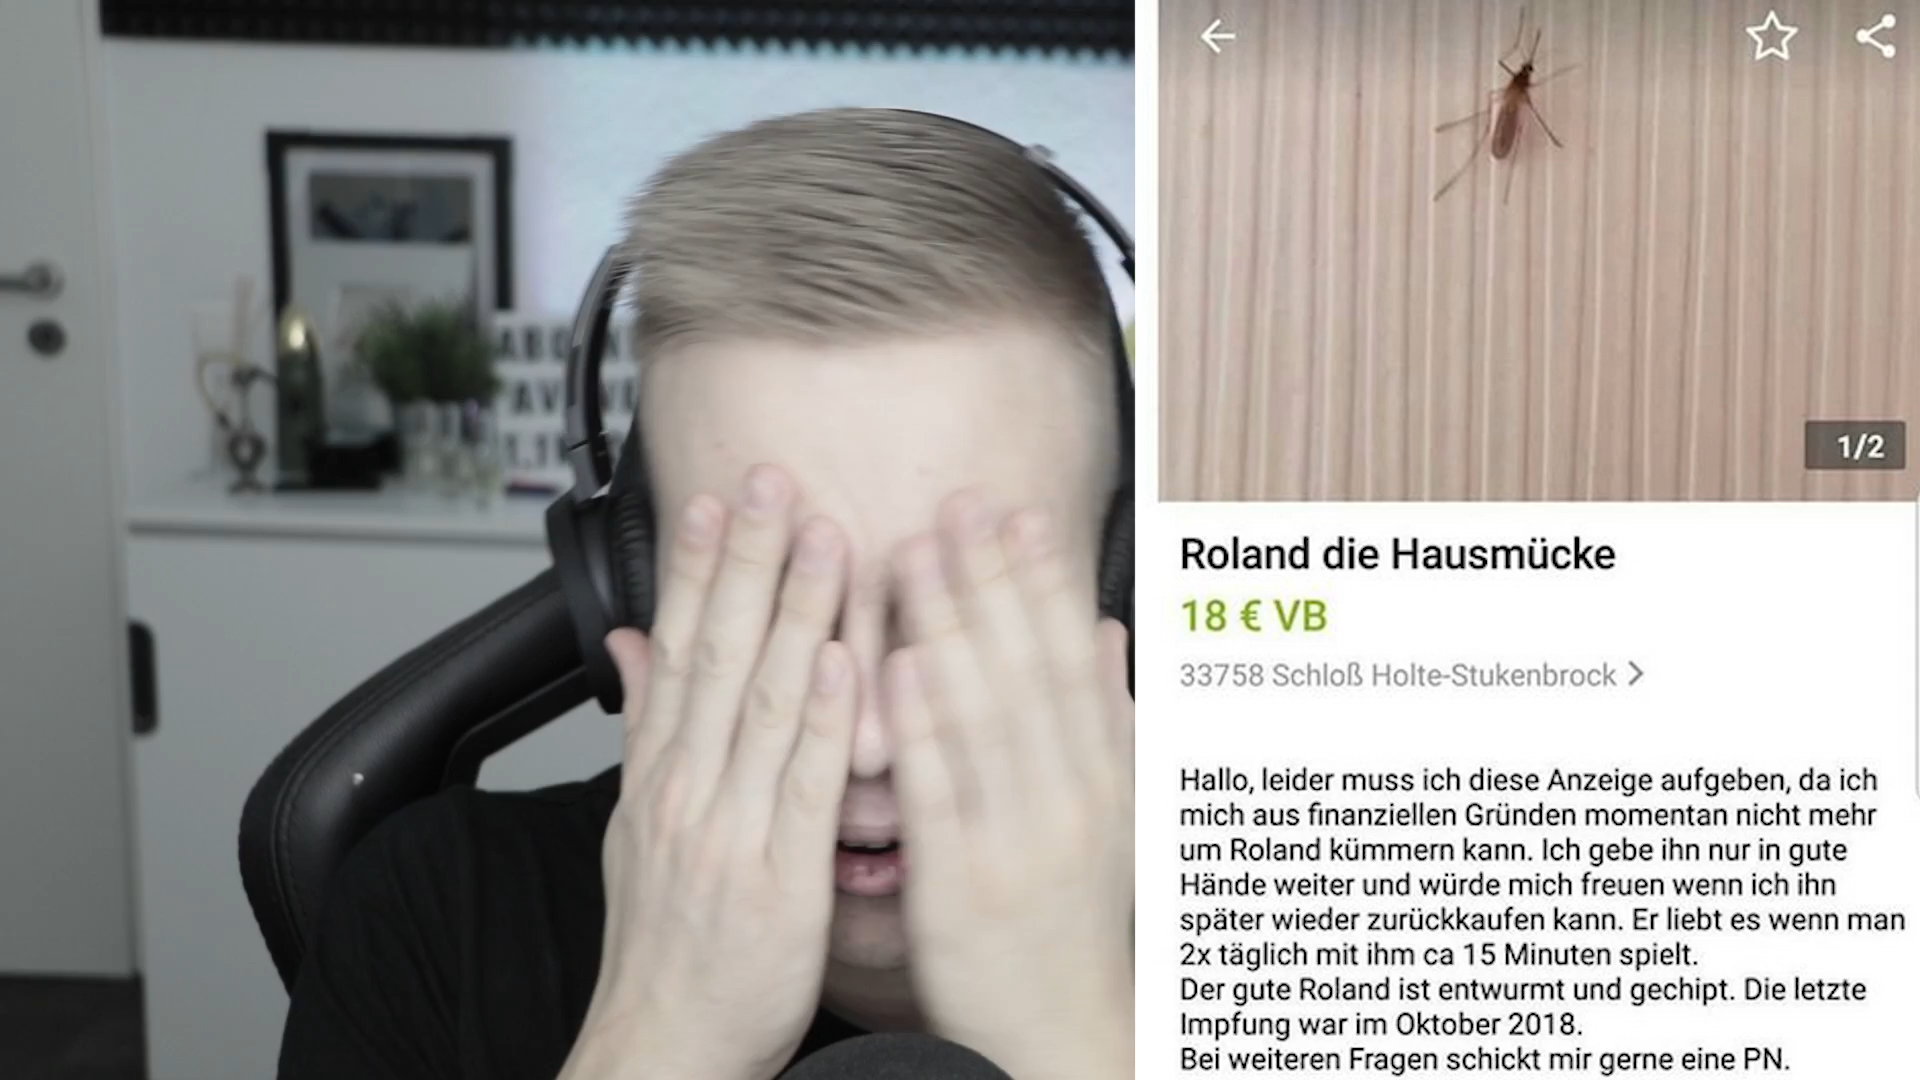 1/2
Roland die Hausmücke
18 € VB
33758 Schloß Holte-Stukenbrock
Hallo, leider muss ich diese Anzeige aufgeben, da ich
mich aus finanziellen Gründen momentan nicht mehr
um Roland kümmern kann. Ich gebe ihn nur in gute
Hände weiter und würde mich freuen wenn ich ihn
später wieder zurückkaufen kann. Er liebt es wenn man
2x täglich mit ihm ca 15 Minuten spielt.
Der gute Roland ist entwurmt und gechipt. Die letzte
Impfung war im Oktober 2018.
Bei weiteren Fragen schickt mir gerne eine PN.